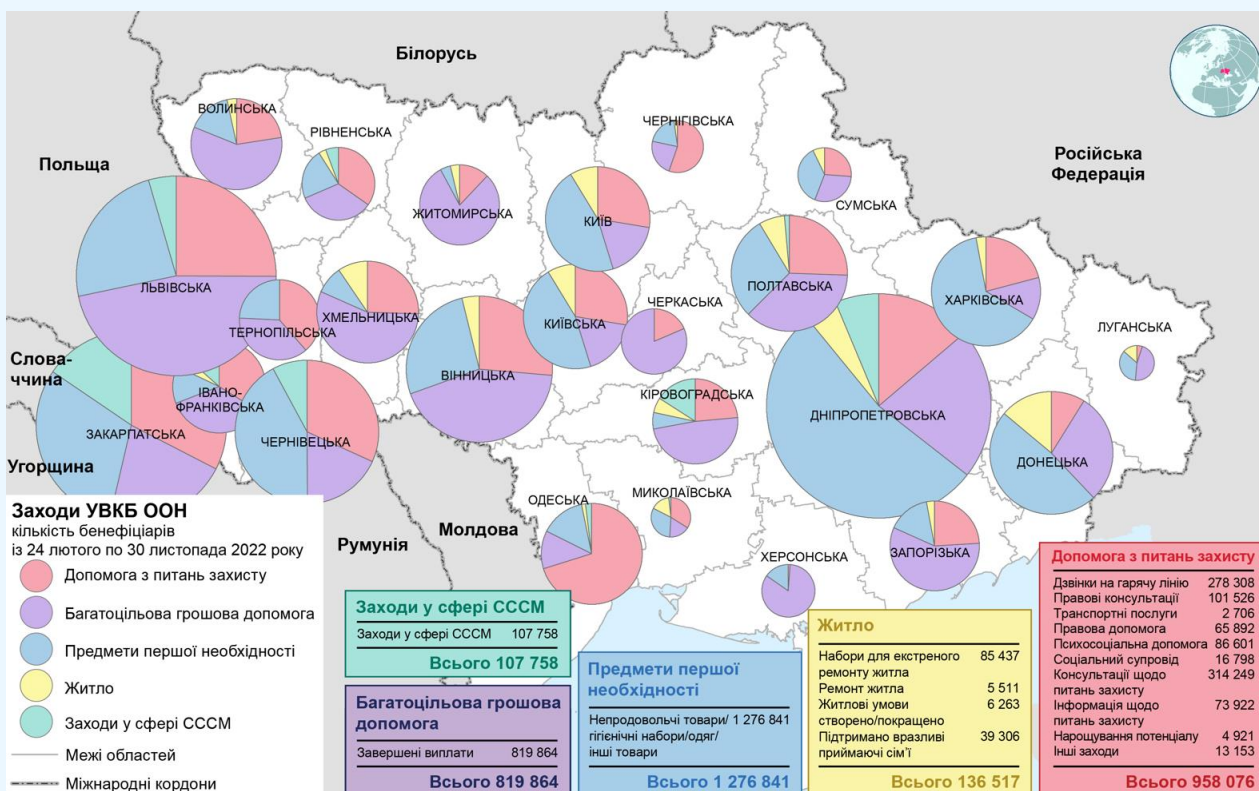 Білорусь
Польща
Російська
Федерація
Слова-
ччина
Угорщина
Румунія
Молдова
ВОЛИНСЬКА
РІВНЕНСЬКА
ЖИТОМИРСЬКА
КИЇВ
ЧЕРНІГІВСЬКА
СУМСЬКА
ЛЬВІВСЬКА
ТЕРНОПІЛЬСЬКА
ХМЕЛЬНИЦЬКА
КИЇВСЬКА
ЧЕРКАСЬКА
ПОЛТАВСЬКА
ХАРКІВСЬКА
ЛУГАНСЬКА
ІВАНО-
ФРАНКІВСЬКА
ЗАКАРПАТСЬКА
ЧЕРНІВЕЦЬКА
ВІННИЦЬКА
КІРОВОГРАДСЬКА
ДНІПРОПЕТРОВСЬКА
ДОНЕЦЬКА
ОДЕСЬКА
МИКОЛАЇВСЬКА
ХЕРСОНСЬКА
ЗАПОРІЗЬКА
Заходи УВКБ ООН
кількість бенефіціарів
із 24 лютого по 30 листопада 2022 року
Допомога з питань захисту
Багатоцільова грошова допомога
Предмети першої необхідності
Житло
Заходи у сфері СССМ
Межі областей
Міжнародні кордони
Заходи у сфері СССМ
Заходи у сфері СССМ 107 758
Всього 107 758
Багатоцільова грошова
допомога
Завершені виплати 819 864
Всього 819 864
Предмети першої
необхідності
Непродовольчі товари/ 1 276 841
гігієнічні набори/одяг/
інші товари
Всього 1 276 841
Житло
Набори для екстреного 85 437
ремонту житла
Ремонт житла 5 511
Житлові умови 6 263
створено/покращено
Підтримано вразливі 39 306
приймаючі сім'ї
Всього 136 517
Допомога з питань захисту
Дзвінки на гарячу лінію 278 308
Правові консультації 101 526
Транспортні послуги 2 706
Правова допомога 65 892
Психосоціальна допомога 86 601
Соціальний супровід 16 798
Консультації щодо 314 249
питань захисту
Інформація щодо 73 922
питань захисту
Нарощування потенціалу 4 921
Інші заходи 13 153
Всього 958 076